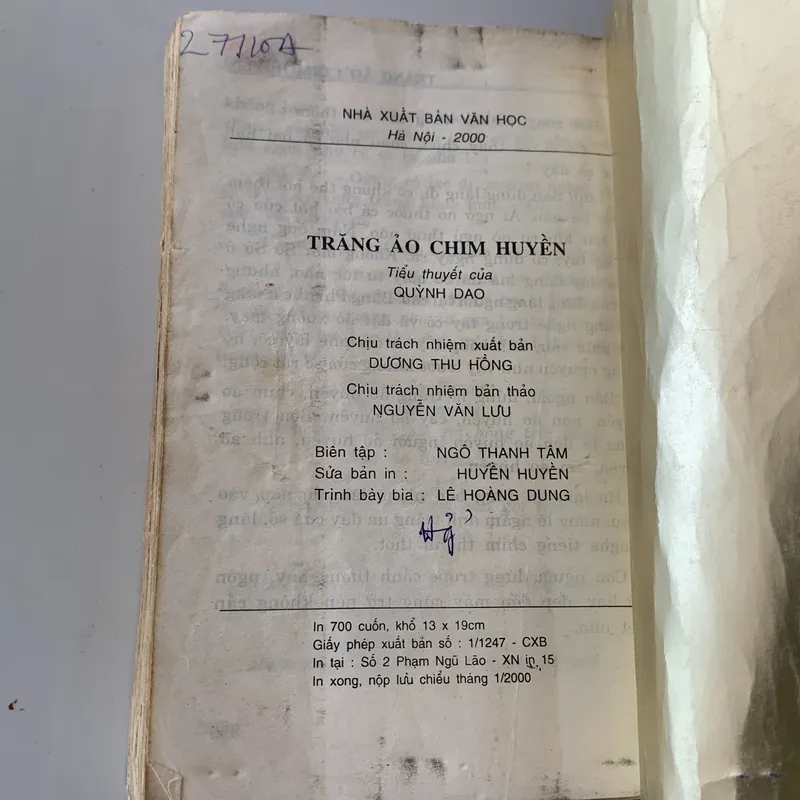 27110A
NHÀ XUẤT BẢN VĂN HỌC
Hà Nội - 2000
TRĂNG ẢO CHIM HUYỀN
Tiểu thuyết của
QUỲNH DAO
Chịu trách nhiệm xuất bản
DƯƠNG THU HỒNG
Chịu trách nhiệm bản thảo
NGUYỄN VĂN LƯU
Biên tập : NGÔ THANH TÂM
Sửa bản in : HUYỀN HUYỀN
Trình bày bìa : LÊ HOÀNG DUNG
In 700 cuốn, khổ 13 x 19cm
Giấy phép xuất bản số : 1/1247 - CXB
In tại : Số 2 Phạm Ngũ Lão - XN in 15
In xong, nộp lưu chiểu tháng 1/2000